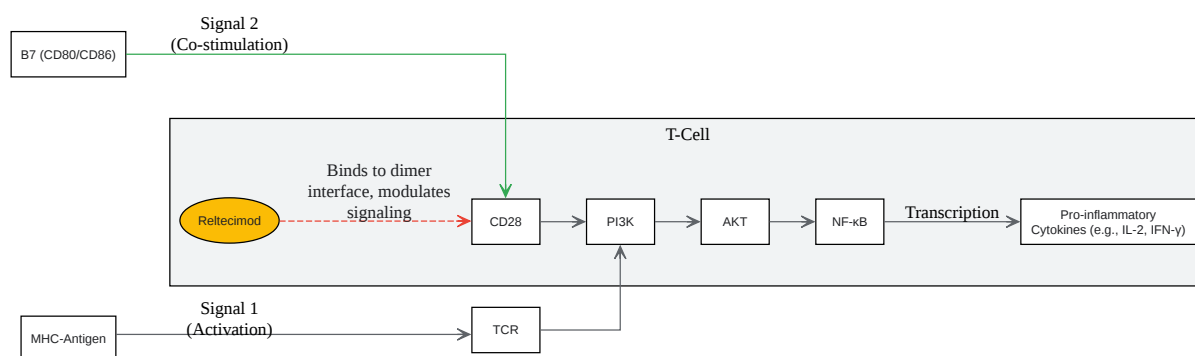 Signal 2
(Co-stimulation)
B7 (CD80/CD86)
T-Cell
Binds to dimer
interface, modulates
signaling
Reltecimod
CD28
PI3K
AKT
NF-κB
Transcription
Pro-inflammatory
Cytokines (e.g., IL-2, IFN-γ)
Signal 1
(Activation)
MHC-Antigen
TCR